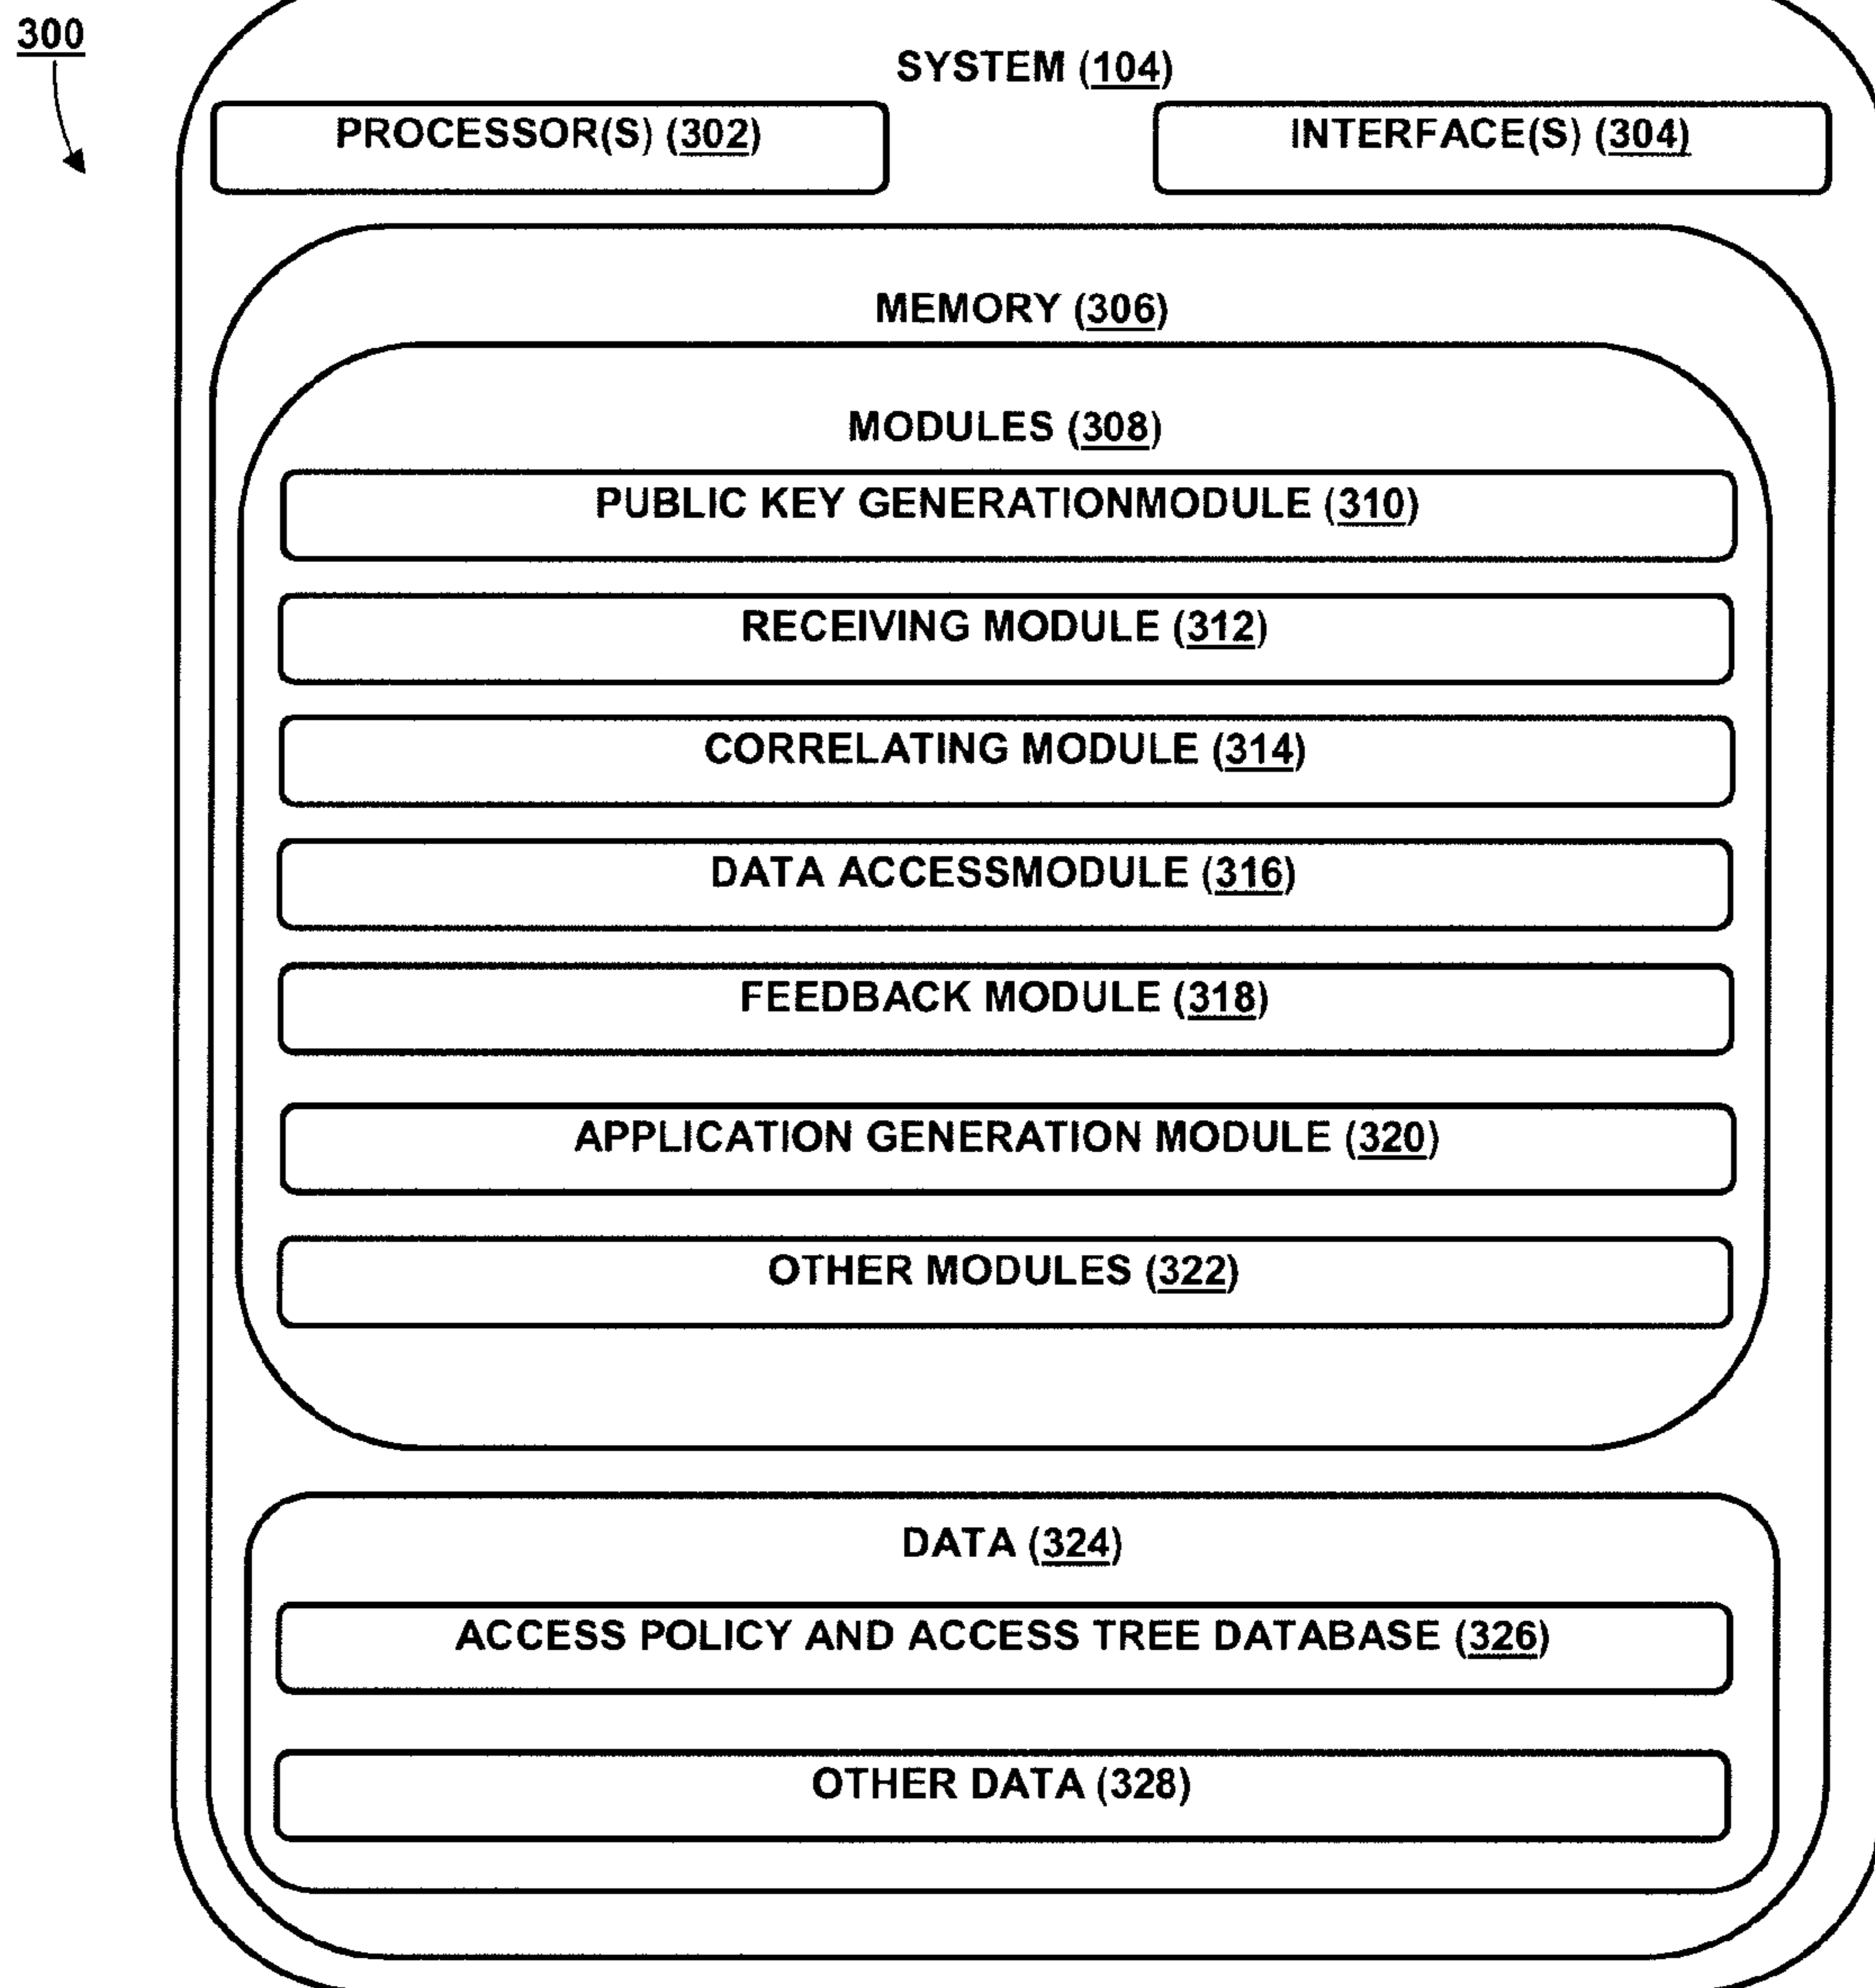 300
SYSTEM (104)
PROCESSOR(S) (302)
INTERFACE(S) (304)
MEMORY (306)
MODULES (308)
PUBLIC KEY GENERATIONMODULE (310)
RECEIVING MODULE (312)
CORRELATING MODULE (314)
DATA ACCESSMODULE (316)
FEEDBACK MODULE (318)
APPLICATION GENERATION MODULE (320)
OTHER MODULES (322)
DATA (324)
ACCESS POLICY AND ACCESS TREE DATABASE (326)
OTHER DATA (328)